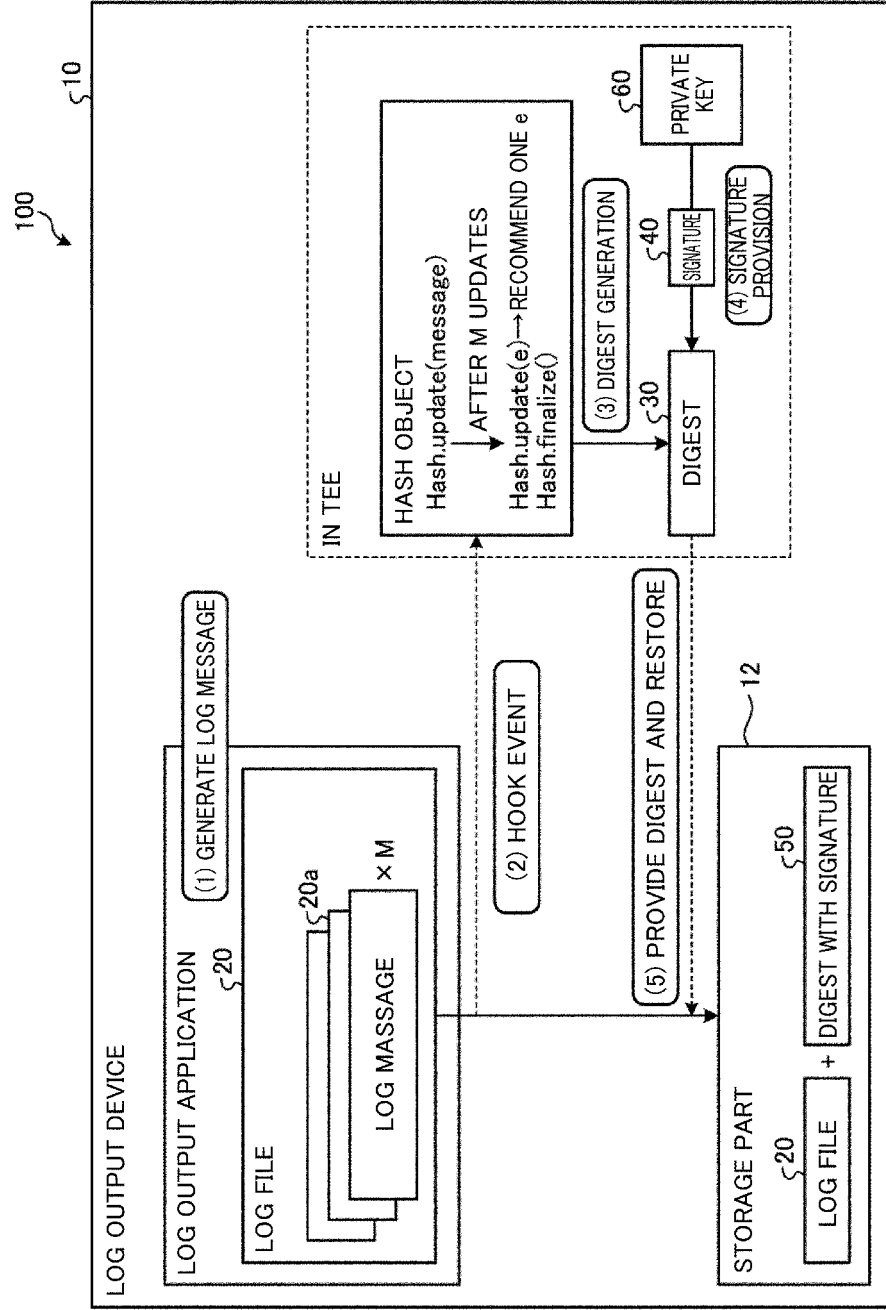 100
10
LOG OUTPUT DEVICE
LOG OUTPUT APPLICATION
(1) GENERATE LOG MESSAGE
20
LOG FILE
20a
LOG MASSAGE
× M
(2) HOOK EVENT
IN TEE
HASH OBJECT
Hash.update(message)
AFTER M UPDATES
Hash.update(e)→RECOMMEND ONE e
Hash.finalize()
(3) DIGEST GENERATION
30
DIGEST
40
SIGNATURE
(4) SIGNATURE
PROVISION
60
PRIVATE
KEY
(5) PROVIDE DIGEST AND RESTORE
12
STORAGE PART
20
LOG FILE
+
50
DIGEST WITH SIGNATURE